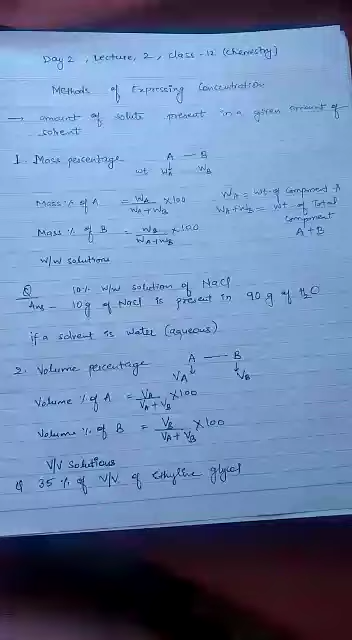 Day 2, Lecture, 2, class-12 (chemistry)
Methods of Expressing Concentration
→ amount of solute present in a given amount of
solvent
1. Mass percentage A — B
wt WA WB
Mass % of A = WA/WA+WB ×100 WA = wt of Component A
WA+WB = wt of Total
component
A+B
Mass % of B = WB/WA+WB ×100
W/W solutions
Q 10% W/W solution of NaCl
Ans - 10g of NaCl is present in 90 g of H2O
if a solvent is water (aqueous)
2. Volume percentage A — B
VA VB
Volume % of A = VA/VA+VB ×100
Volume % of B = VB/VA+VB ×100
V/V Solutions
Q 35 % of V/V of Ethylene glycol